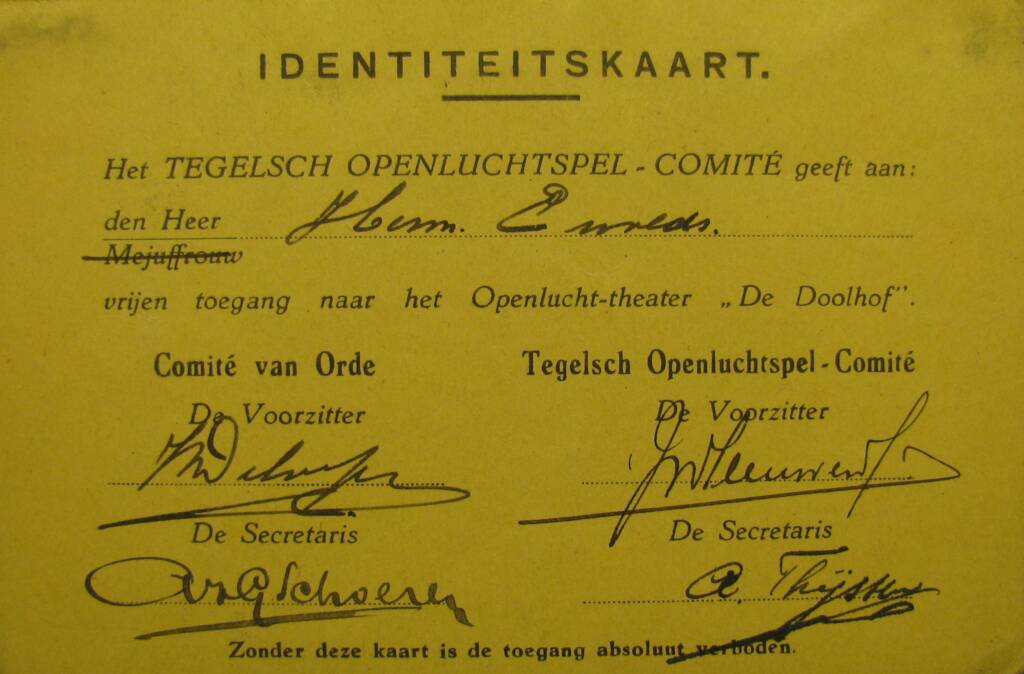 IDENTITEITSKAART.
Het TEGELSCH OPENLUCHTSPEL-COMITÉ geeft aan:
den Heer Herm.
Mejuffrouw
vrijen toegang naar het Openlucht-theater „De Doolhof”.
Comité van Orde Tegelsch Openluchtspel-Comité
De Voorzitter De Voorzitter
De Secretaris De Secretaris
A. Thijssen
Zonder deze kaart is de toegang absoluut verboden.